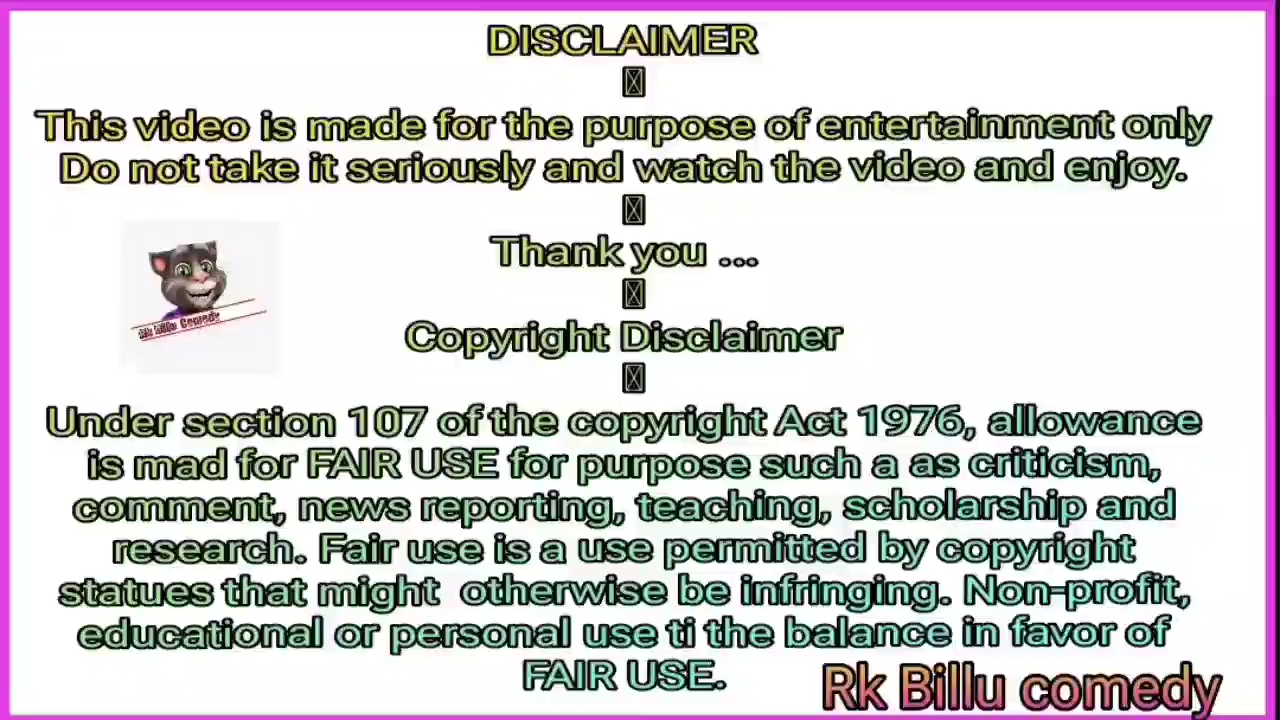 DISCLAIMER
This video is made for the purpose of entertainment only
Do not take it seriously and watch the video and enjoy.
Thank you ...
Rk Billu Comedy
Copyright Disclaimer
Under section 107 of the copyright Act 1976, allowance
is mad for FAIR USE for purpose such a as criticism,
comment, news reporting, teaching, scholarship and
research. Fair use is a use permitted by copyright
statues that might otherwise be infringing. Non-profit,
educational or personal use ti the balance in favor of
FAIR USE.
Rk Billu comedy